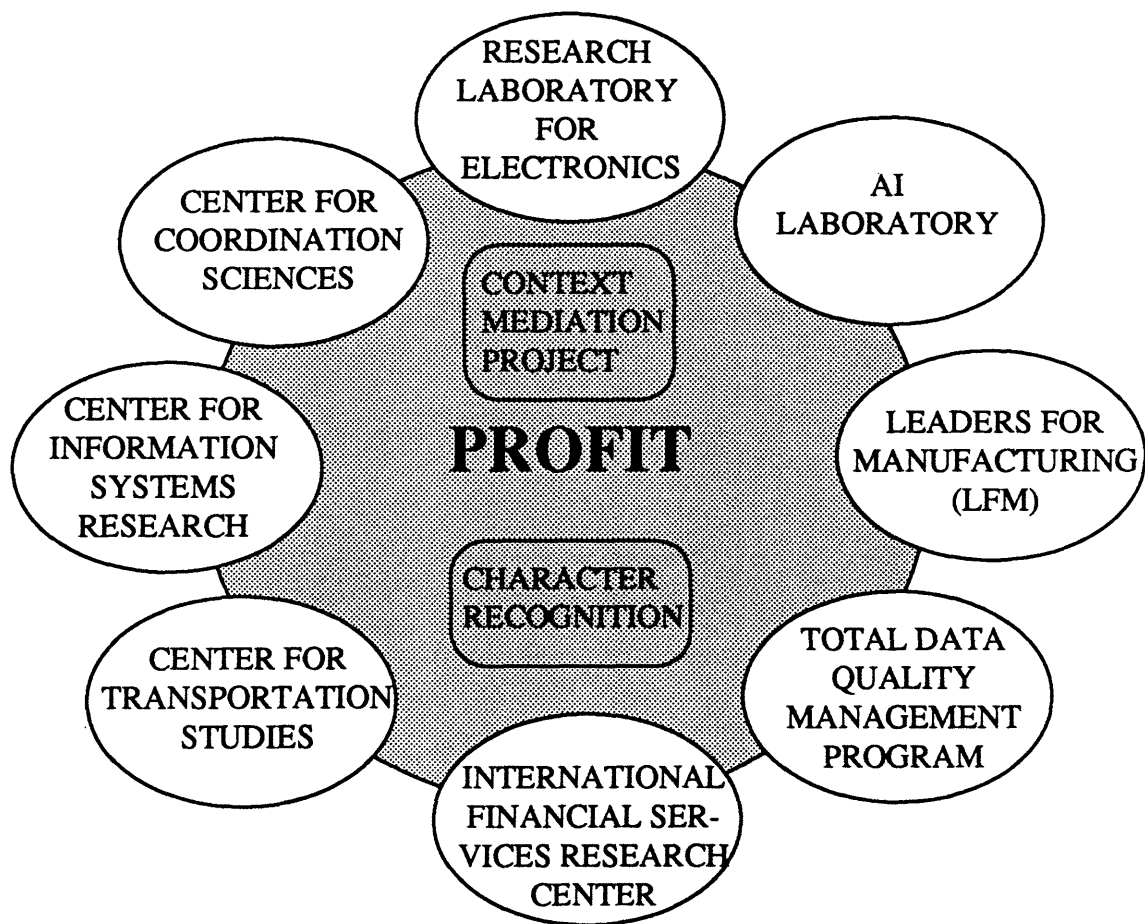 RESEARCH
LABORATORY
FOR
ELECTRONICS
AI
LABORATORY
CENTER FOR
COORDINATION
SCIENCES
CONTEXT
MEDIATION
PROJECT
CENTER FOR
INFORMATION
SYSTEMS
RESEARCH
PROFIT
LEADERS FOR
MANUFACTURING
(LFM)
CHARACTER
RECOGNITION
CENTER FOR
TRANSPORTATION
STUDIES
TOTAL DATA
QUALITY
MANAGEMENT
PROGRAM
INTERNATIONAL
FINANCIAL SER-
VICES RESEARCH
CENTER